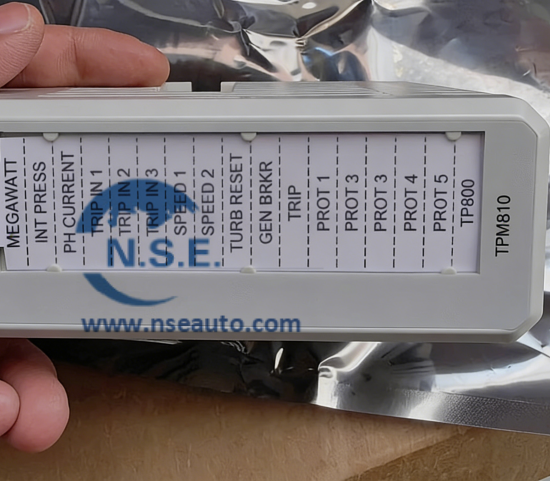 MEGAWATT
INT PRESS
PH CURRENT
TRIP IN 1
TRIP IN 2
TRIP IN 3
SPEED 1
SPEED 2
TURB RESET
GEN BRKR
TRIP
PROT 1
PROT 3
PROT 3
PROT 4
PROT 5
TP800
TPM810
N.S.E.
www.nseauto.com